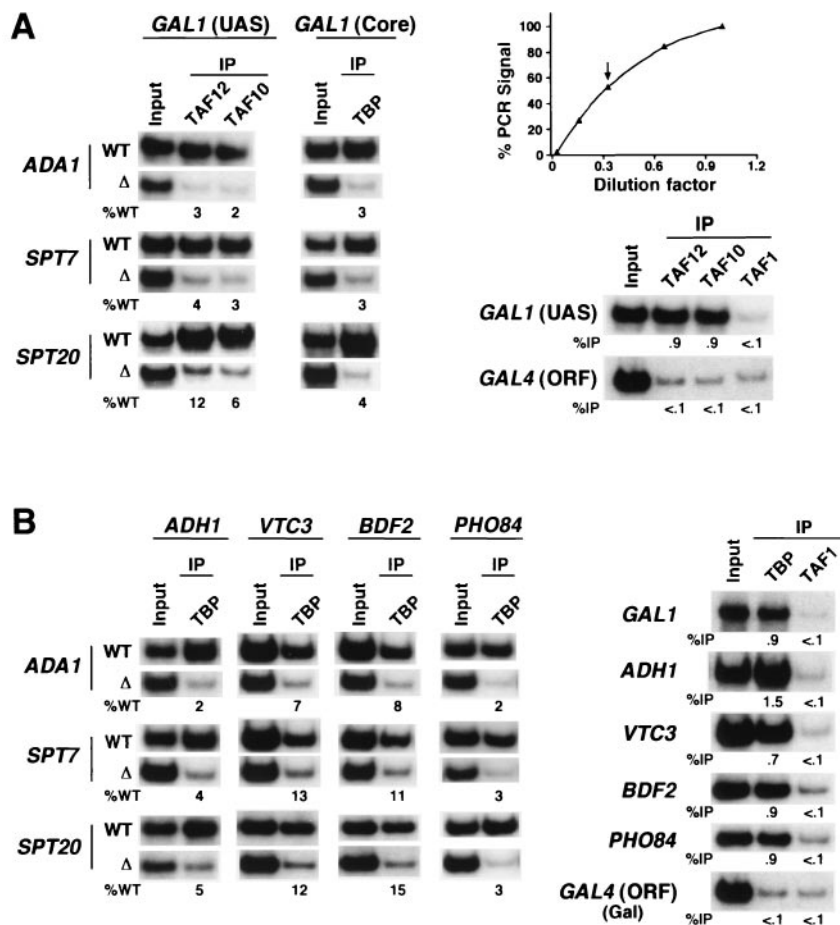 A
GAL1 (UAS)
GAL1 (Core)
IP
IP
Input
TAF12
TAF10
Input
TBP
ADA1
WT
Δ
%WT 3 2 3
SPT7
WT
Δ
%WT 4 3 3
SPT20
WT
Δ
%WT 12 6 4
% PCR Signal
100
80
60
40
20
0
0 0.3 0.6 0.9 1.2
Dilution factor
IP
Input
TAF12
TAF10
TAF1
GAL1 (UAS)
%IP .9 .9 <.1
GAL4 (ORF)
%IP <.1 <.1 <.1
B
ADH1 VTC3 BDF2 PHO84
IP IP IP IP
Input TBP Input TBP Input TBP Input TBP
ADA1
WT
Δ
%WT 2 7 8 2
SPT7
WT
Δ
%WT 4 13 11 3
SPT20
WT
Δ
%WT 5 12 15 3
IP
Input
TBP
TAF1
GAL1
%IP .9 <.1
ADH1
%IP 1.5 <.1
VTC3
%IP .7 <.1
BDF2
%IP .9 <.1
PHO84
%IP .9 <.1
GAL4 (ORF)
(Gal)
%IP <.1 <.1